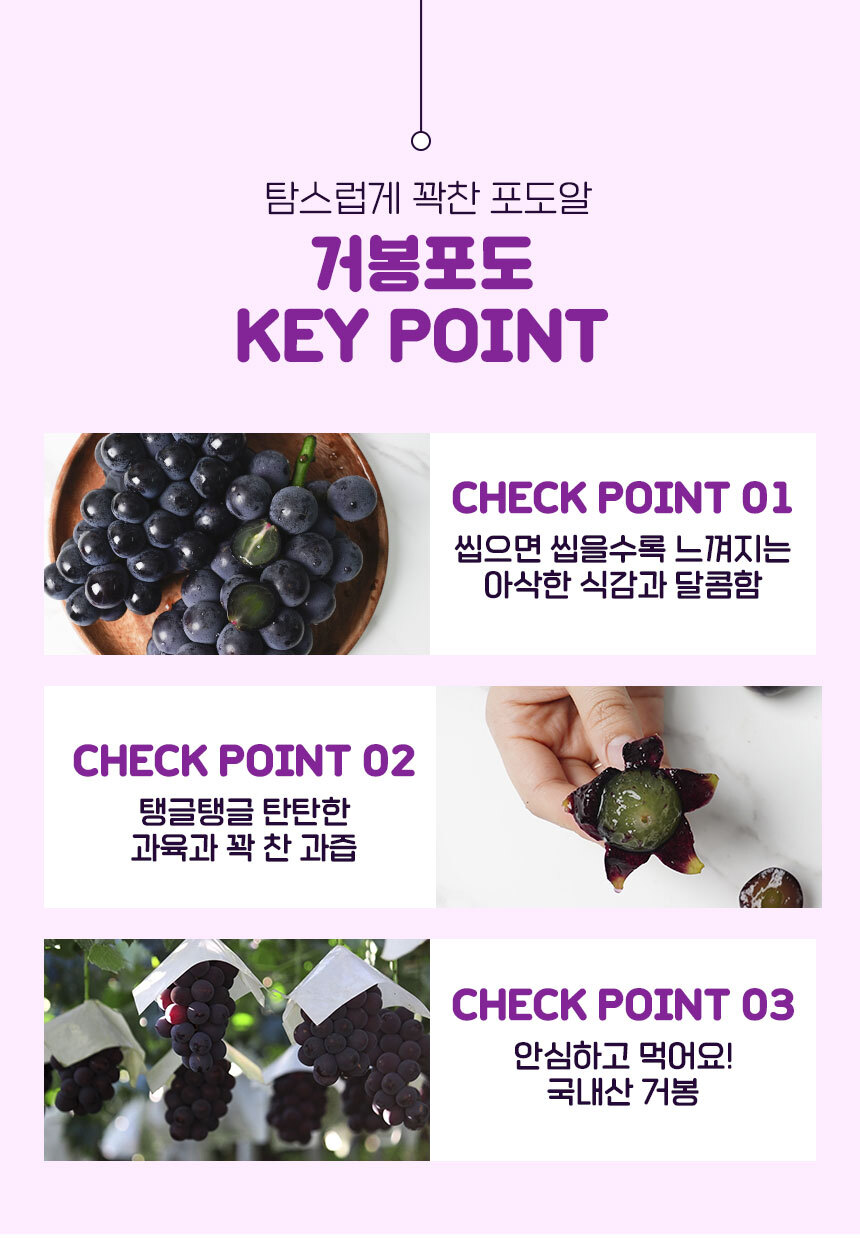 탐스럽게 꽉찬 포도알
거봉포도
KEY POINT
CHECK POINT 01
씹으면 씹을수록 느껴지는
아삭한 식감과 달콤함
CHECK POINT 02
탱글탱글 탄탄한
과육과 꽉 찬 과즙
CHECK POINT 03
안심하고 먹어요!
국내산 거봉